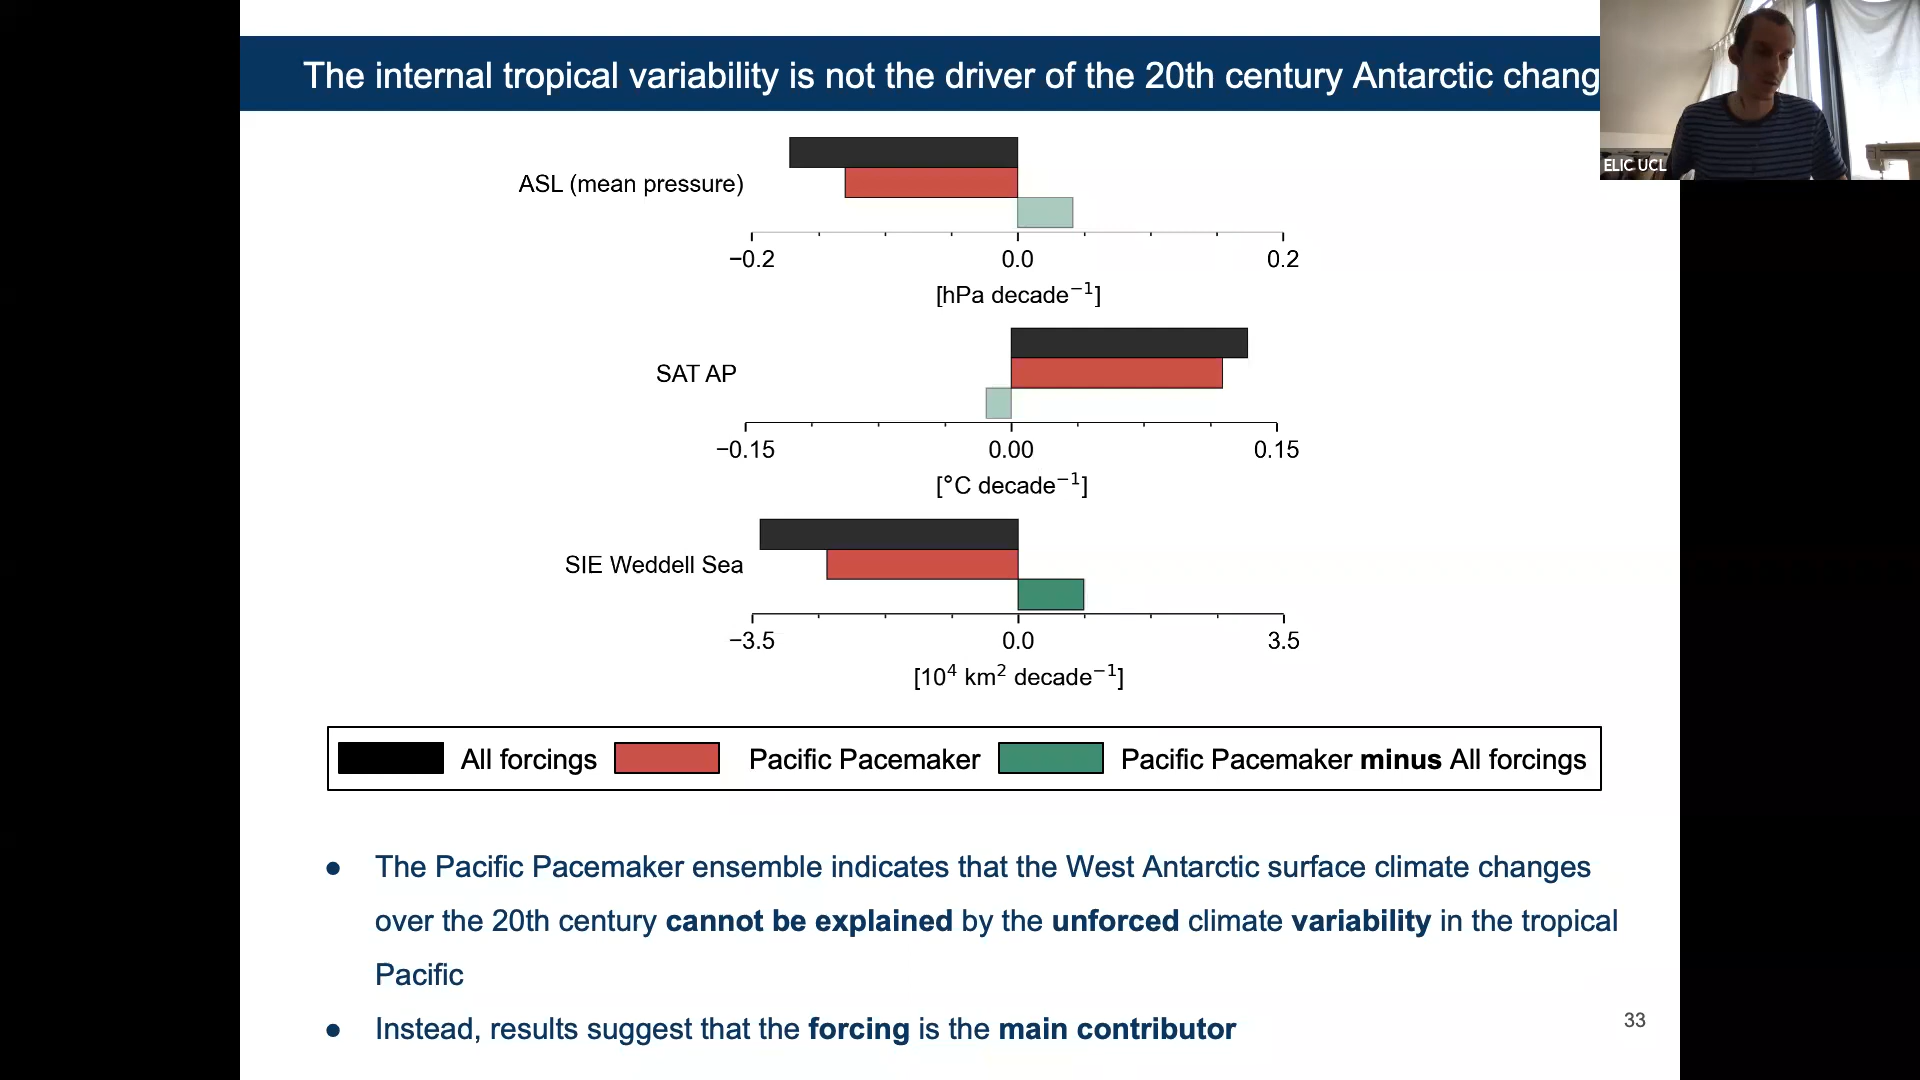 The internal tropical variability is not the driver of the 20th century Antarctic chang
ELIC UCL
ASL (mean pressure)
−0.2 0.0 0.2
[hPa decade⁻¹]
SAT AP
−0.15 0.00 0.15
[°C decade⁻¹]
SIE Weddell Sea
−3.5 0.0 3.5
[10⁴ km² decade⁻¹]
All forcings Pacific Pacemaker Pacific Pacemaker minus All forcings
● The Pacific Pacemaker ensemble indicates that the West Antarctic surface climate changes
over the 20th century cannot be explained by the unforced climate variability in the tropical
Pacific
● Instead, results suggest that the forcing is the main contributor
33